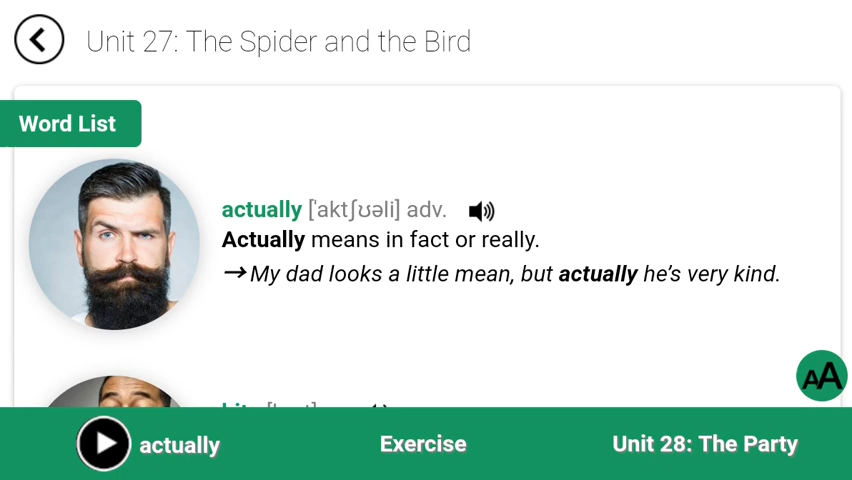 Unit 27: The Spider and the Bird
Word List
actually [ˈaktʃʊəli] adv.
Actually means in fact or really.
→ My dad looks a little mean, but actually he's very kind.
AA
actually
Exercise
Unit 28: The Party